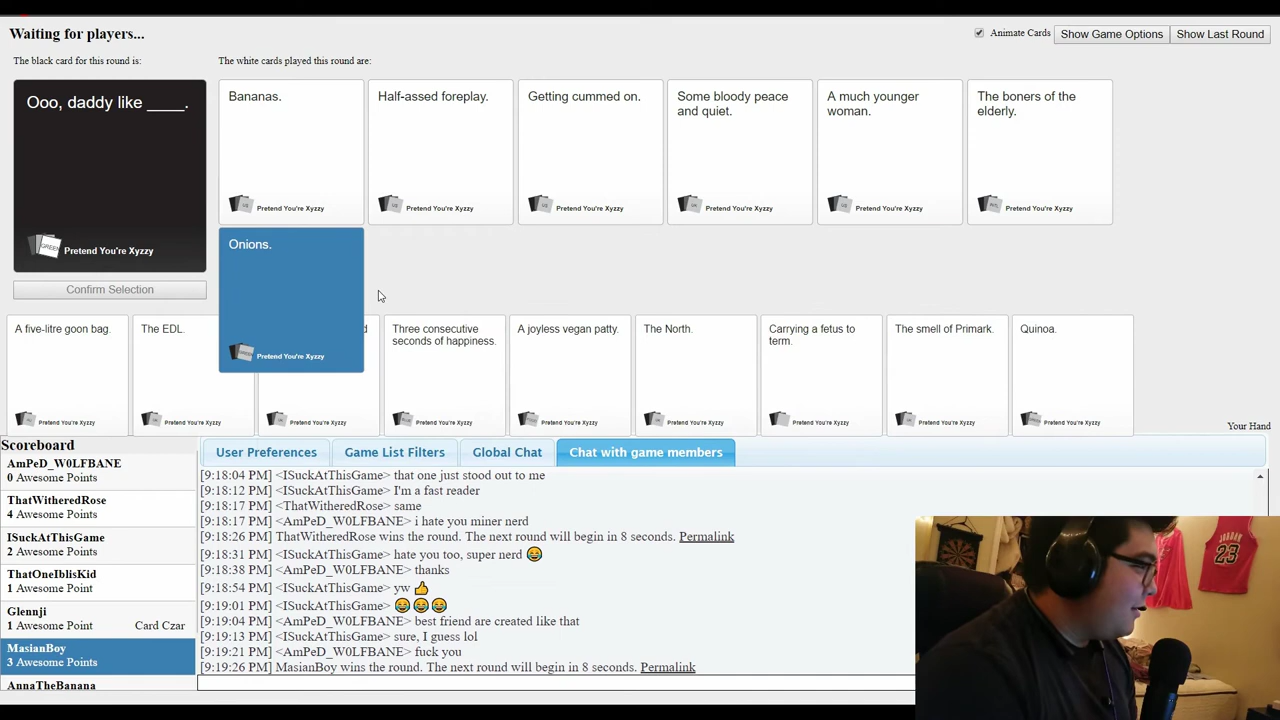 Waiting for players...
Animate Cards
Show Game Options
Show Last Round
The black card for this round is:
The white cards played this round are:
Ooo, daddy like ____.
Pretend You're Xyzzy
Confirm Selection
Bananas.
US Pretend You're Xyzzy
Half-assed foreplay.
US Pretend You're Xyzzy
Getting cummed on.
US Pretend You're Xyzzy
Some bloody peace
and quiet.
UK Pretend You're Xyzzy
A much younger
woman.
US Pretend You're Xyzzy
The boners of the
elderly.
Pretend You're Xyzzy
Onions.
Pretend You're Xyzzy
A five-litre goon bag.
Pretend You're Xyzzy
The EDL.
Pretend You're Xyzzy
Pretend You're Xyzzy
Three consecutive
seconds of happiness.
Pretend You're Xyzzy
A joyless vegan patty.
Pretend You're Xyzzy
The North.
Pretend You're Xyzzy
Carrying a fetus to
term.
Pretend You're Xyzzy
The smell of Primark.
Pretend You're Xyzzy
Quinoa.
Pretend You're Xyzzy
Your Hand
Scoreboard
AmPeD_W0LFBANE
0 Awesome Points
ThatWitheredRose
4 Awesome Points
ISuckAtThisGame
2 Awesome Points
ThatOneIblisKid
1 Awesome Point
Glennji
1 Awesome Point Card Czar
MasianBoy
3 Awesome Points
AnnaTheBanana
User Preferences
Game List Filters
Global Chat
Chat with game members
[9:18:04 PM] <ISuckAtThisGame> that one just stood out to me
[9:18:12 PM] <ISuckAtThisGame> I'm a fast reader
[9:18:17 PM] <ThatWitheredRose> same
[9:18:17 PM] <AmPeD_W0LFBANE> i hate you miner nerd
[9:18:26 PM] ThatWitheredRose wins the round. The next round will begin in 8 seconds. Permalink
[9:18:31 PM] <ISuckAtThisGame> hate you too, super nerd 😂
[9:18:38 PM] <AmPeD_W0LFBANE> thanks
[9:18:54 PM] <ISuckAtThisGame> yw 👍
[9:19:01 PM] <ISuckAtThisGame> 😂😂😂
[9:19:04 PM] <AmPeD_W0LFBANE> best friend are created like that
[9:19:13 PM] <ISuckAtThisGame> sure, I guess lol
[9:19:21 PM] <AmPeD_W0LFBANE> fuck you
[9:19:26 PM] MasianBoy wins the round. The next round will begin in 8 seconds. Permalink
JORDAN
23